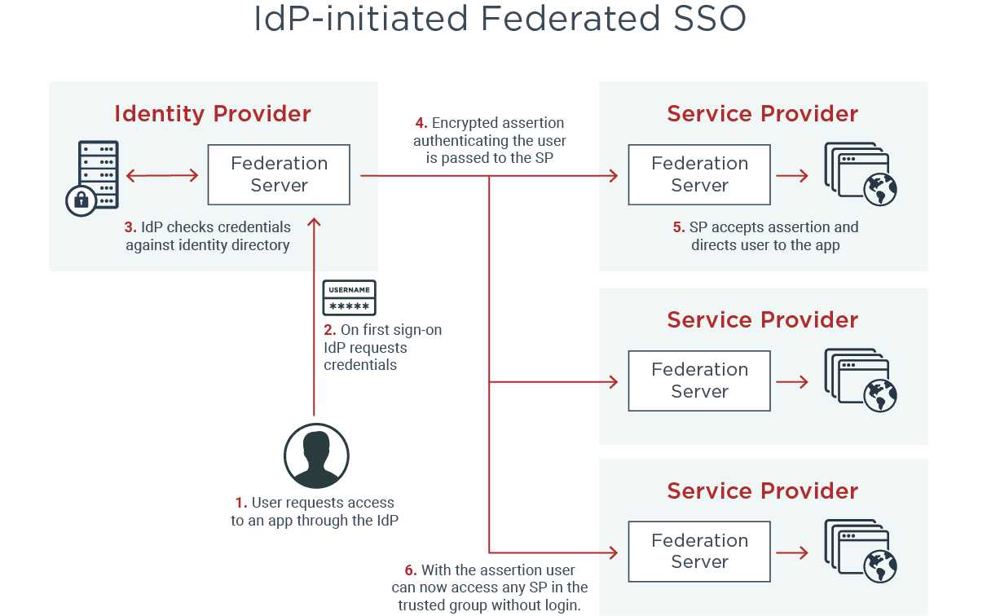 IdP-initiated Federated SSO
Identity Provider
Federation
Server
3. IdP checks credentials
against identity directory
USERNAME
*****
2. On first sign-on
IdP requests
credentials
1. User requests access
to an app through the IdP
4. Encrypted assertion
authenticating the user
is passed to the SP
Service Provider
Federation
Server
5. SP accepts assertion and
directs user to the app
Service Provider
Federation
Server
Service Provider
Federation
Server
6. With the assertion user
can now access any SP in the
trusted group without login.